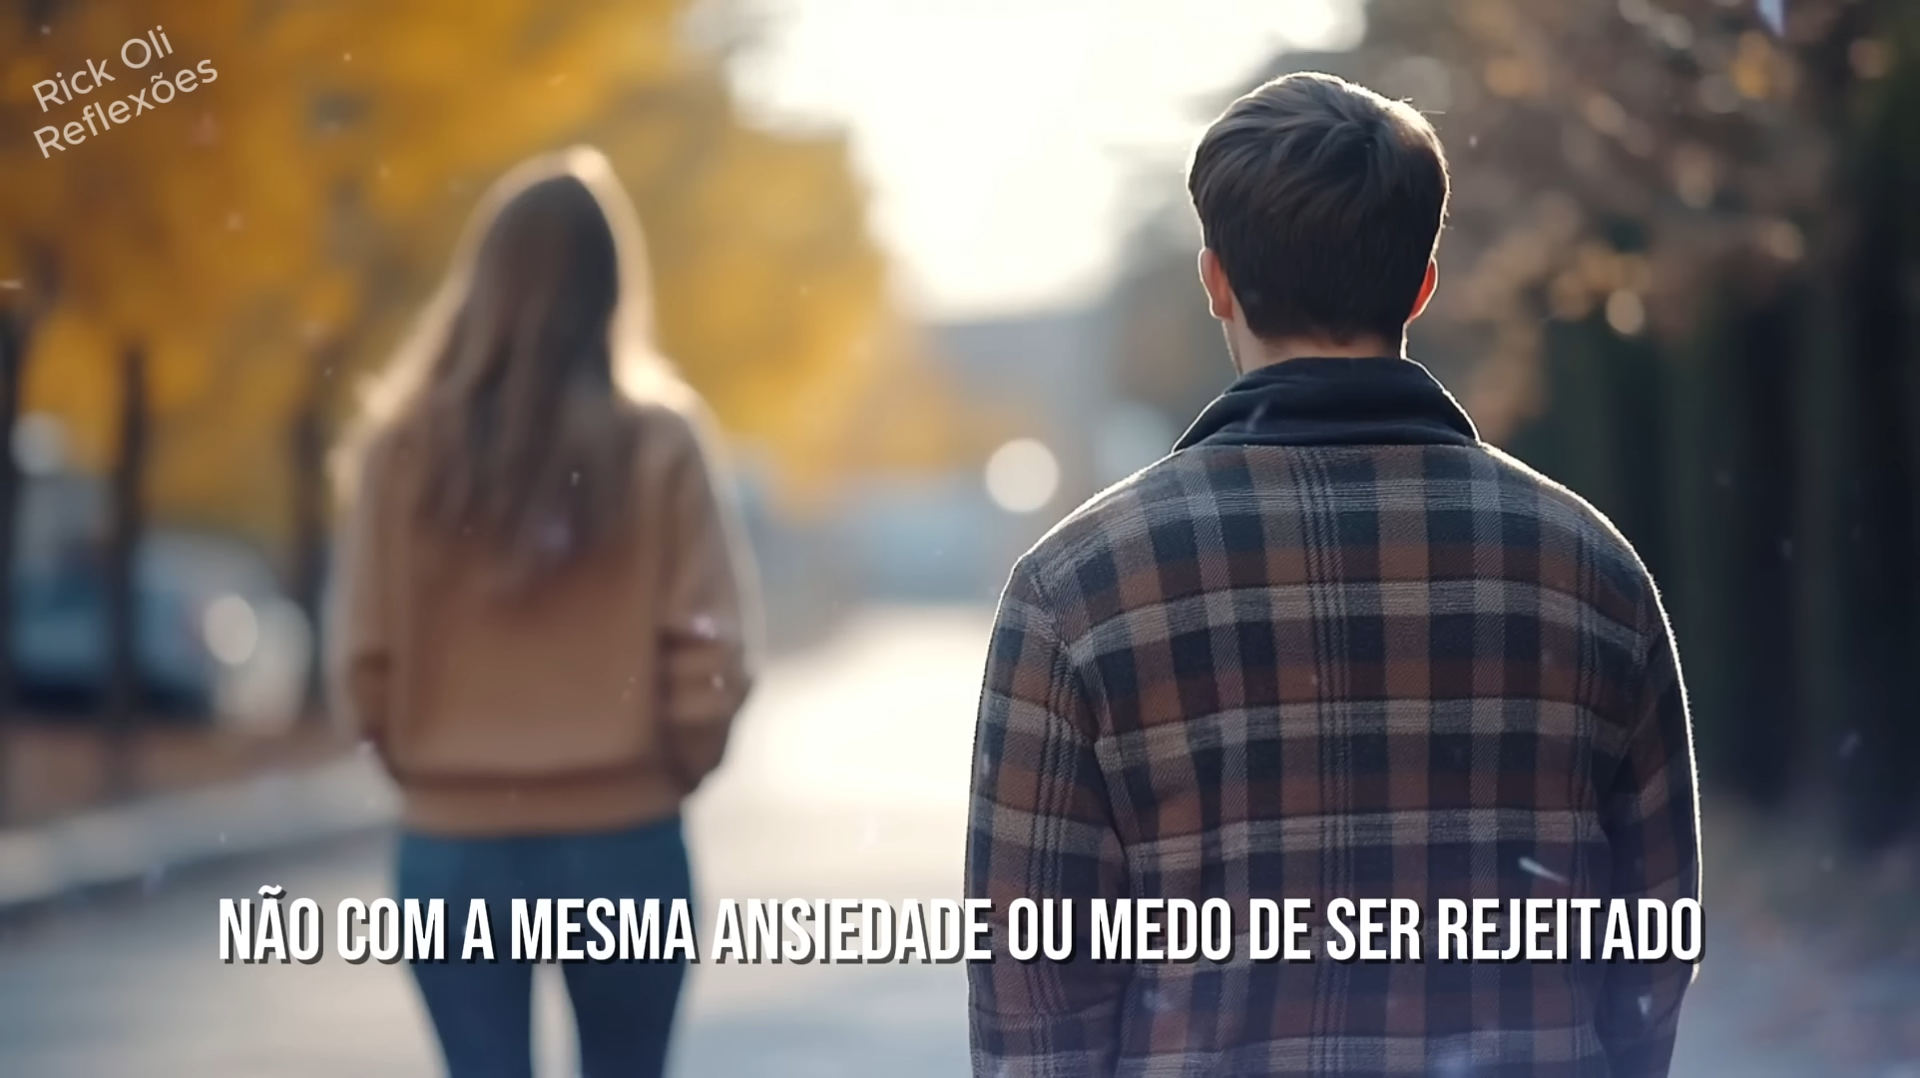 Rick Oli
Reflexões
NÃO COM A MESMA ANSIEDADE OU MEDO DE SER REJEITADO